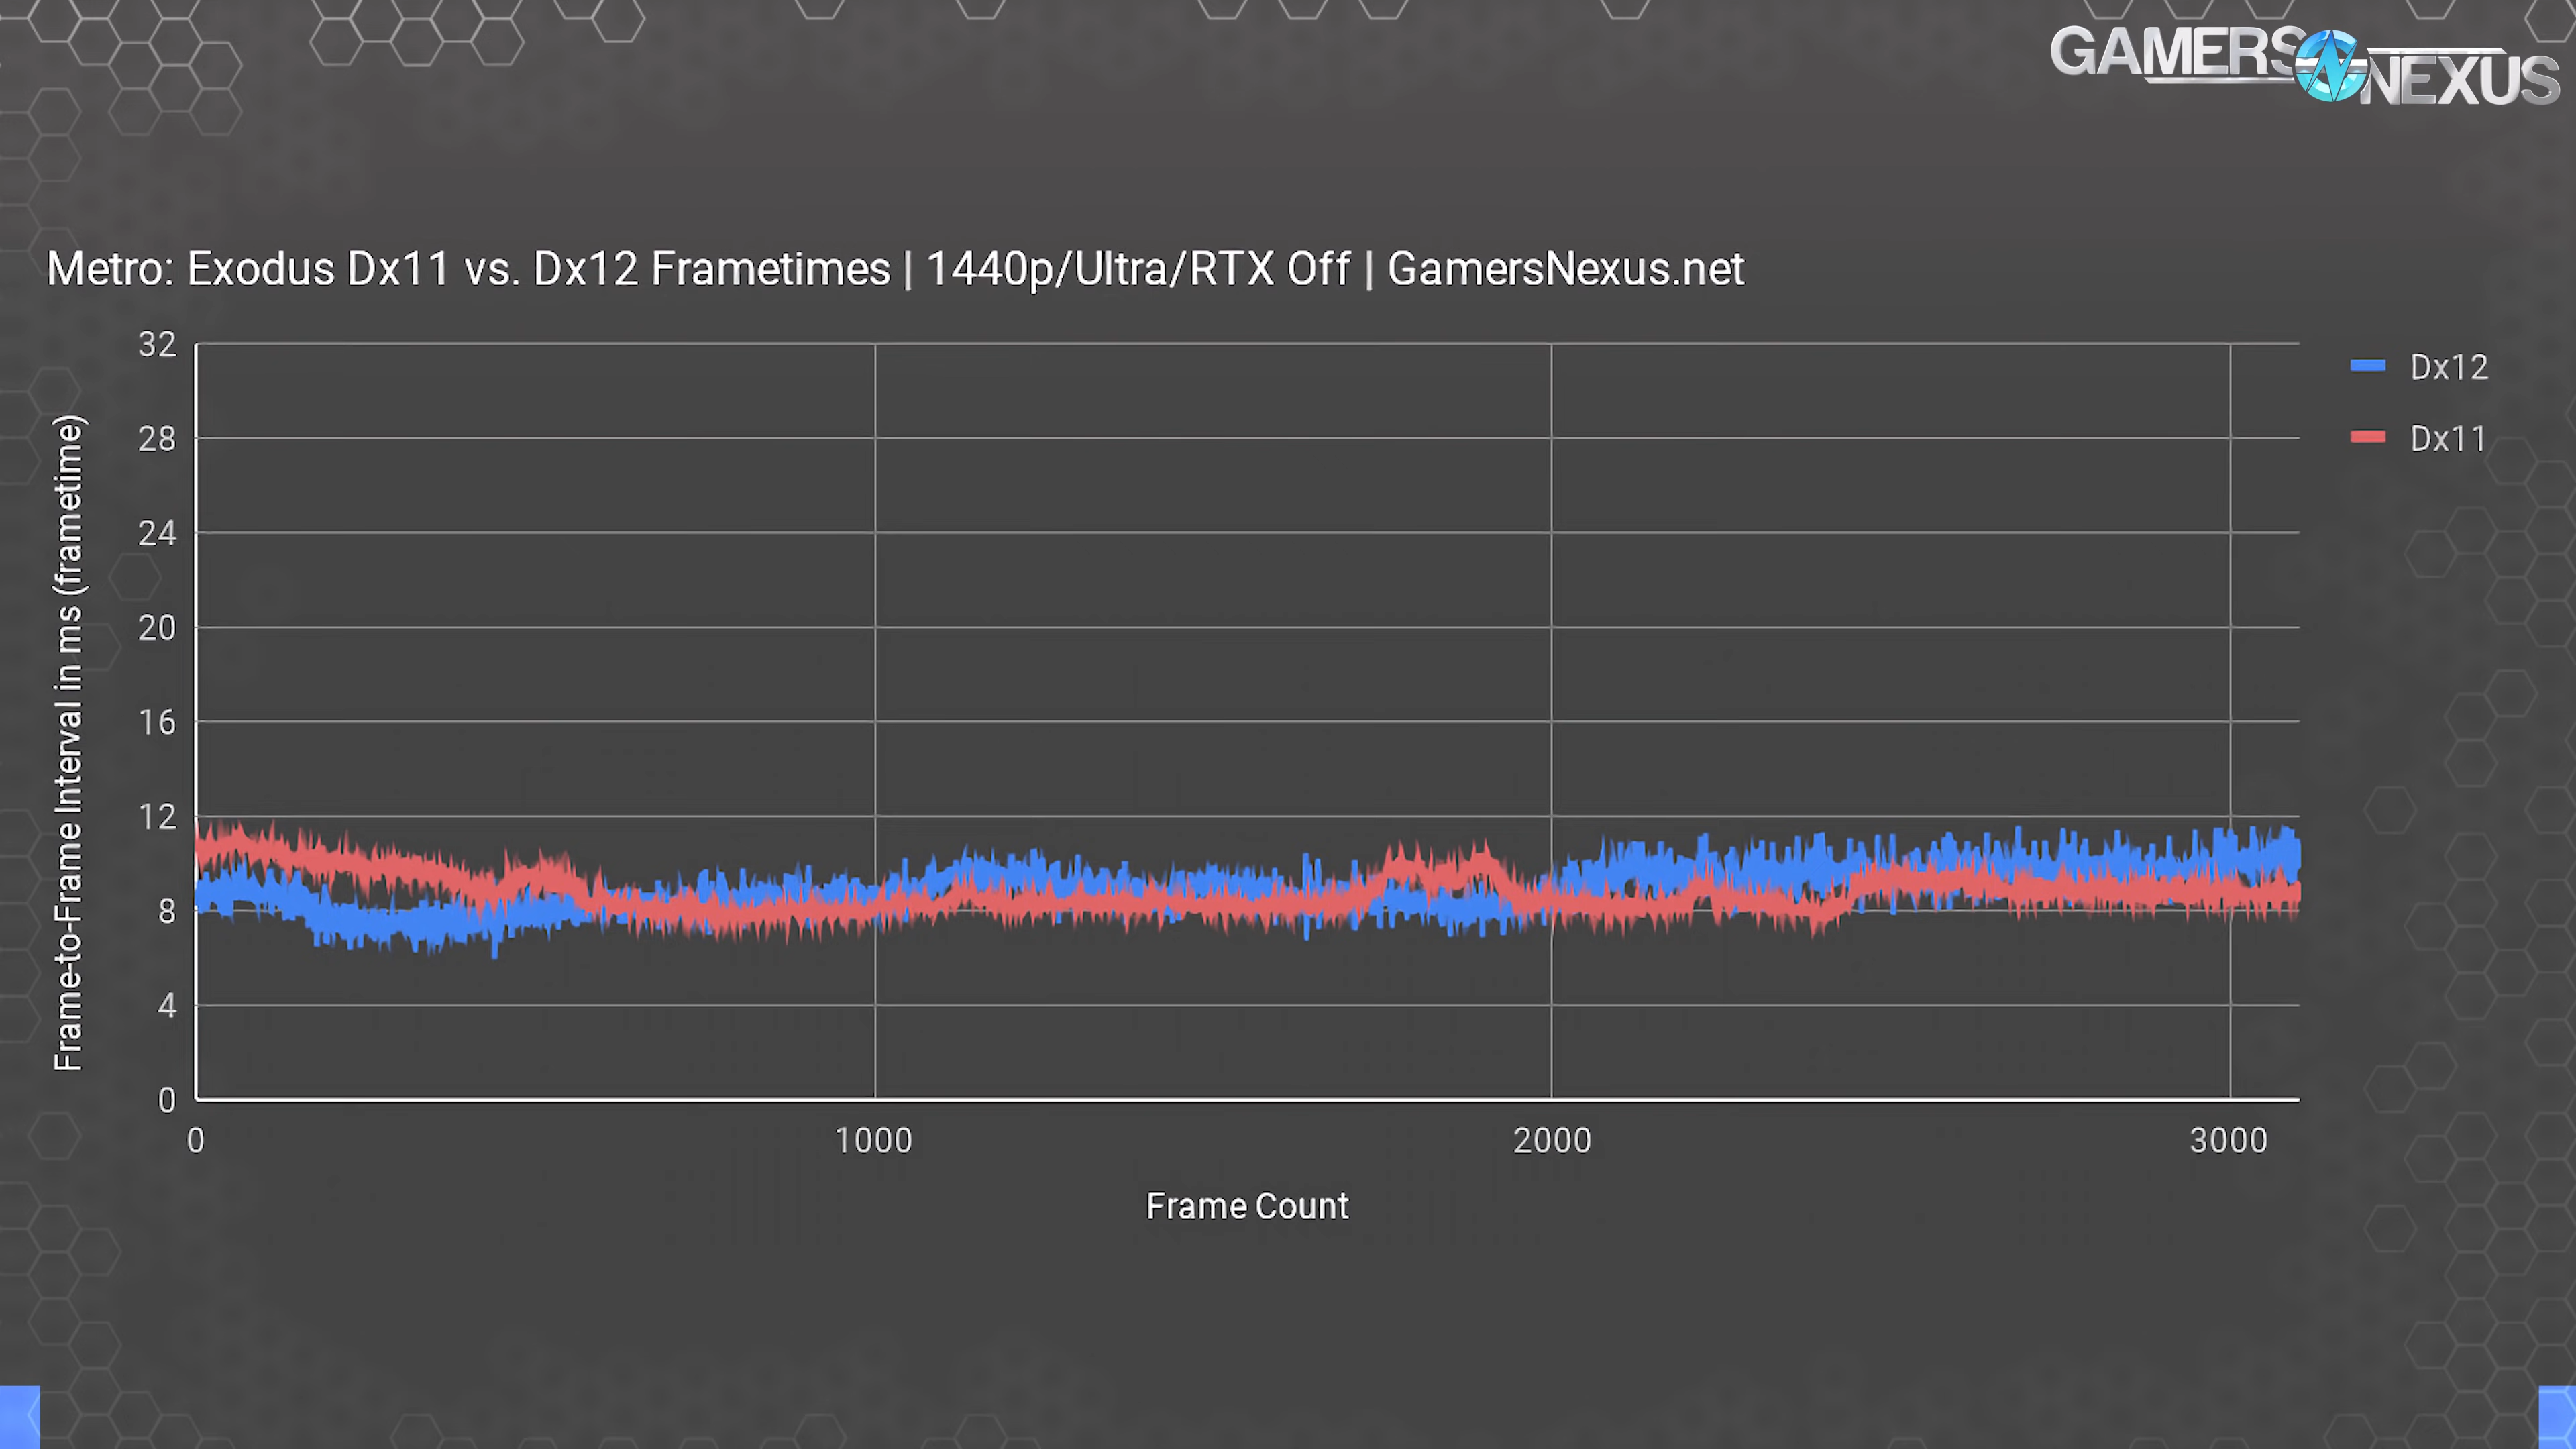 GAMERS NEXUS
Metro: Exodus Dx11 vs. Dx12 Frametimes | 1440p/Ultra/RTX Off | GamersNexus.net
Frame-to-Frame Interval in ms (frametime)
32
28
24
20
16
12
8
4
0
0 1000 2000 3000
Frame Count
Dx12
Dx11